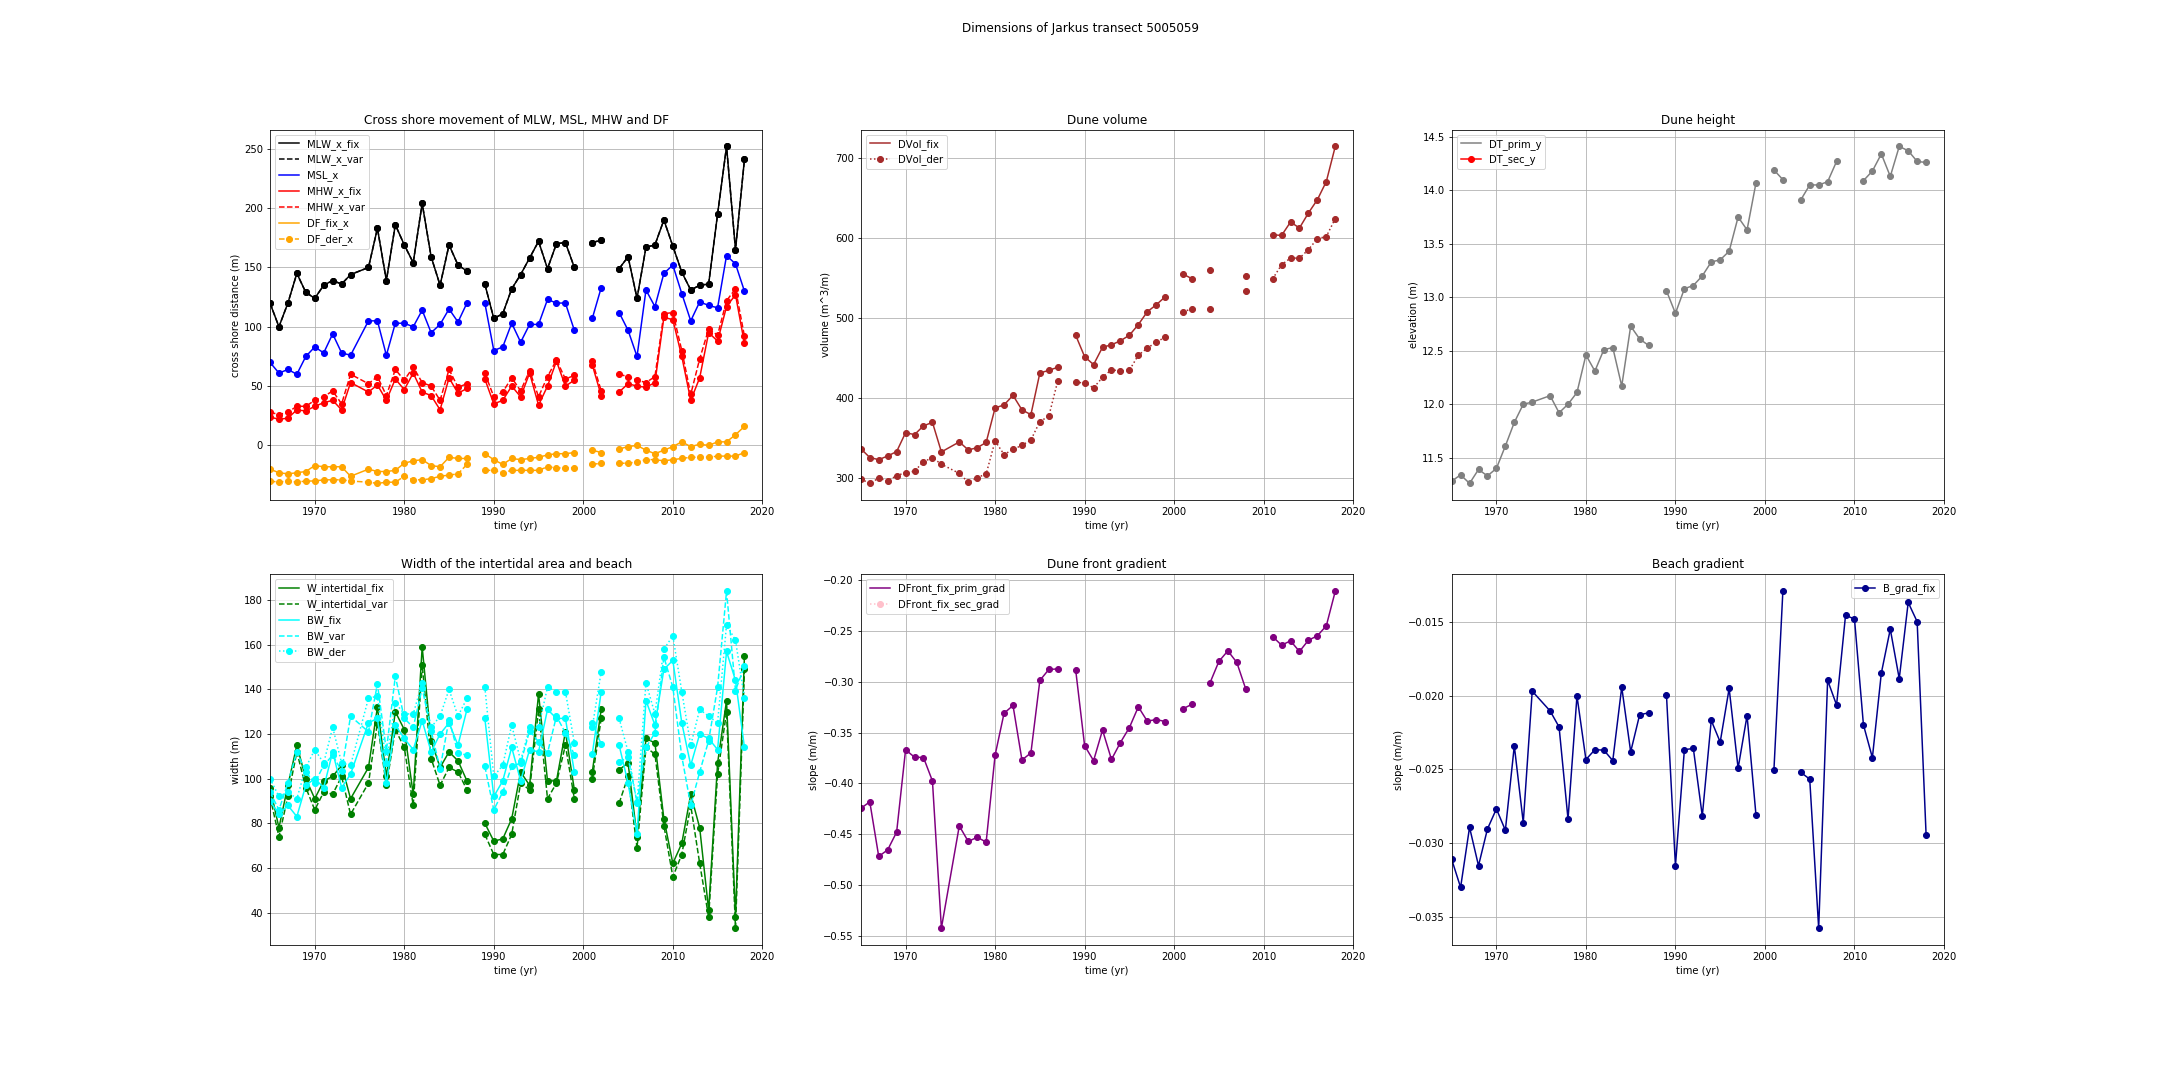 Dimensions of Jarkus transect 5005059
Cross shore movement of MLW, MSL, MHW and DF
MLW_x_fix
MLW_x_var
MSL_x
MHW_x_fix
MHW_x_var
DF_fix_x
DF_der_x
cross shore distance (m)
250
200
150
100
50
0
1970 1980 1990 2000 2010 2020
time (yr)
Dune volume
DVol_fix
DVol_der
volume (m^3/m)
700
600
500
400
300
1970 1980 1990 2000 2010 2020
time (yr)
Dune height
DT_prim_y
DT_sec_y
elevation (m)
14.5
14.0
13.5
13.0
12.5
12.0
11.5
1970 1980 1990 2000 2010 2020
time (yr)
Width of the intertidal area and beach
W_intertidal_fix
W_intertidal_var
BW_fix
BW_var
BW_der
width (m)
180
160
140
120
100
80
60
40
1970 1980 1990 2000 2010 2020
time (yr)
Dune front gradient
DFront_fix_prim_grad
DFront_fix_sec_grad
slope (m/m)
−0.20
−0.25
−0.30
−0.35
−0.40
−0.45
−0.50
−0.55
1970 1980 1990 2000 2010 2020
time (yr)
Beach gradient
B_grad_fix
slope (m/m)
−0.015
−0.020
−0.025
−0.030
−0.035
1970 1980 1990 2000 2010 2020
time (yr)